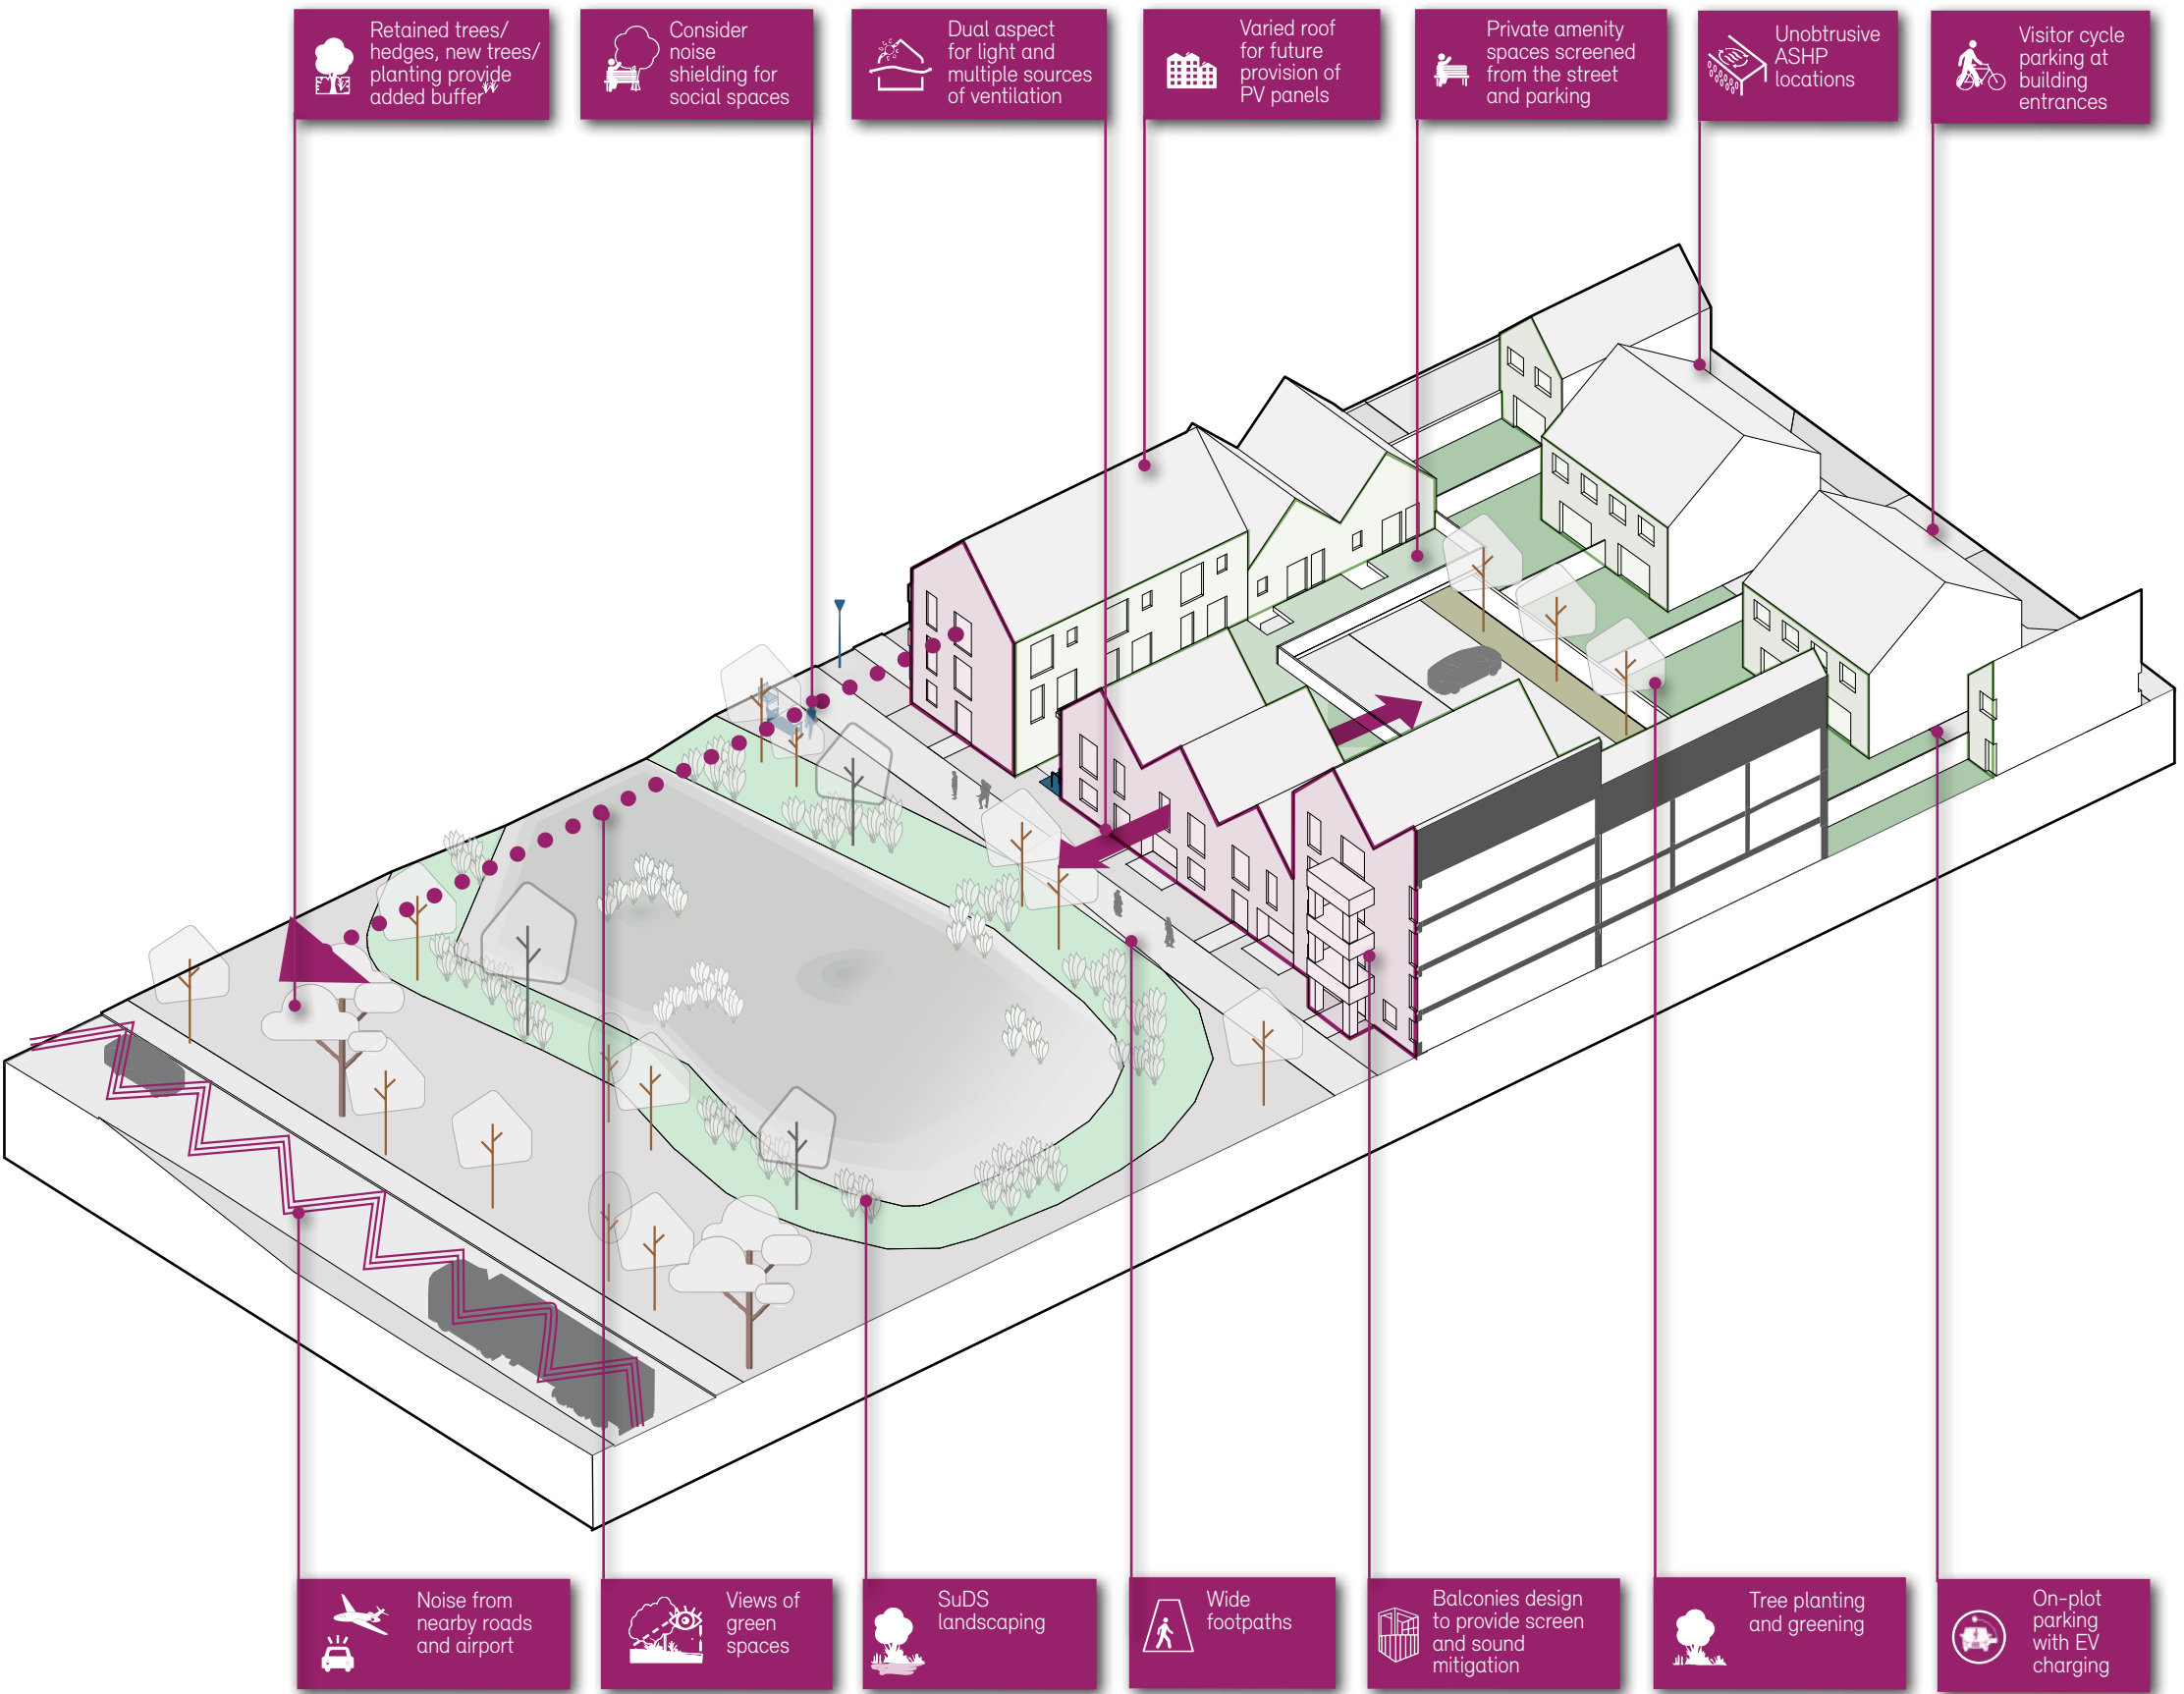 Retained trees/
hedges, new trees/
planting provide
added buffer
Consider
noise
shielding for
social spaces
Dual aspect
for light and
multiple sources
of ventilation
Varied roof
for future
provision of
PV panels
Private amenity
spaces screened
from the street
and parking
Unobtrusive
ASHP
locations
Visitor cycle
parking at
building
entrances
Noise from
nearby roads
and airport
Views of
green
spaces
SuDS
landscaping
Wide
footpaths
Balconies design
to provide screen
and sound
mitigation
Tree planting
and greening
On-plot
parking
with EV
charging